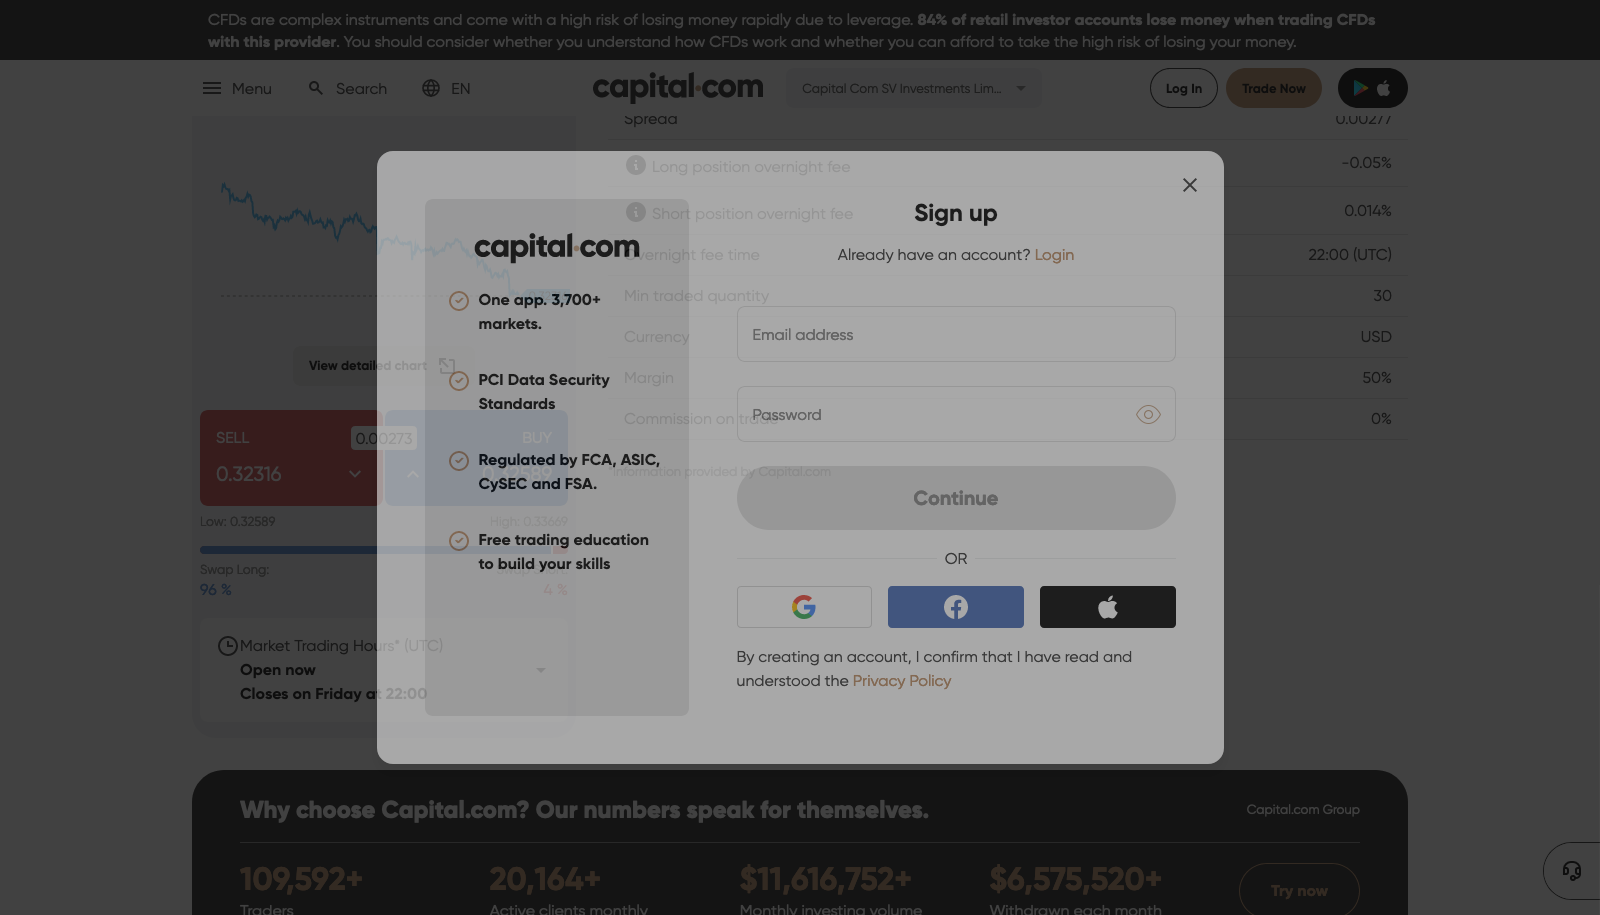 CFDs are complex instruments and come with a high risk of losing money rapidly due to leverage. 84% of retail investor accounts lose money when trading CFDs
with this provider. You should consider whether you understand how CFDs work and whether you can afford to take the high risk of losing your money.
Menu
Search
EN
capital.com
Capital Com SV Investments Lim...
Log In
Trade Now
Spread
0.00277
Long position overnight fee
-0.05%
Short position overnight fee
0.014%
Overnight fee time
22:00 (UTC)
Min traded quantity
30
Currency
USD
Margin
50%
Commission on trade
0%
*Information provided by Capital.com
View detailed chart
SELL
0.32316
0.00273
BUY
Low: 0.32589
High: 0.33669
Swap Long:
96 %
4 %
Market Trading Hours* (UTC)
Open now
Closes on Friday at 22:00
capital.com
One app. 3,700+
markets.
PCI Data Security
Standards
Regulated by FCA, ASIC,
CySEC and FSA.
Free trading education
to build your skills
Sign up
Already have an account? Login
Email address
Password
Continue
OR
By creating an account, I confirm that I have read and
understood the Privacy Policy
Why choose Capital.com? Our numbers speak for themselves.
Capital.com Group
109,592+
Traders
20,164+
Active clients monthly
$11,616,752+
Monthly investing volume
$6,575,520+
Withdrawn each month
Try now